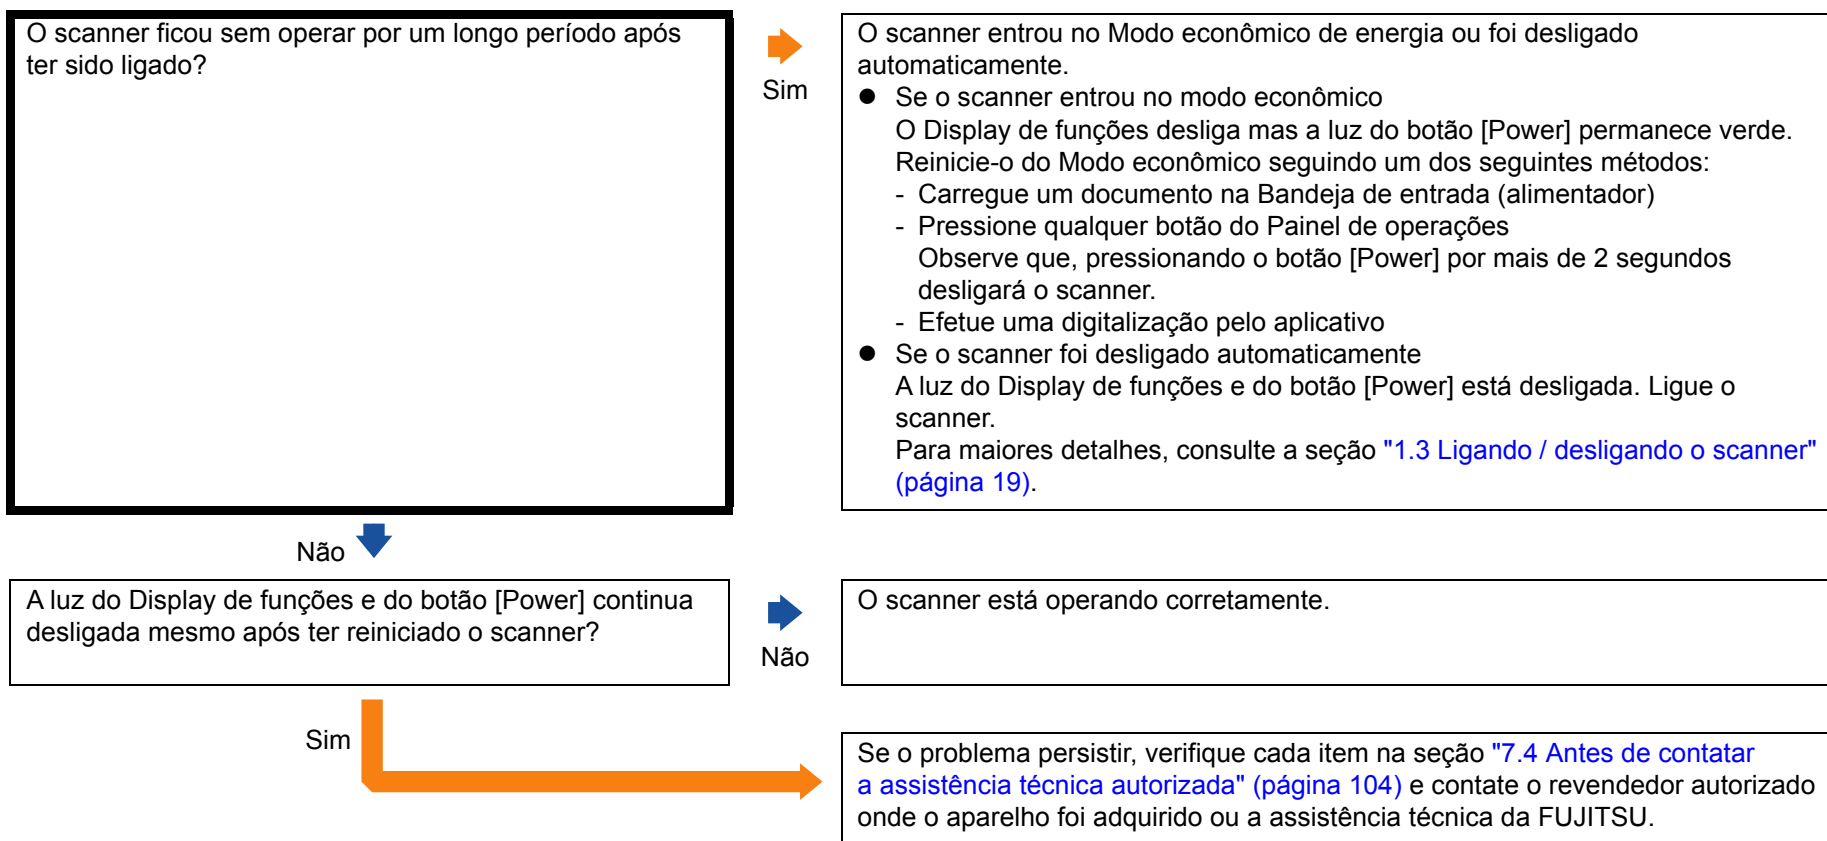 O scanner ficou sem operar por um longo período após
ter sido ligado?
Sim
O scanner entrou no Modo econômico de energia ou foi desligado
automaticamente.
● Se o scanner entrou no modo econômico
O Display de funções desliga mas a luz do botão [Power] permanece verde.
Reinicie-o do Modo econômico seguindo um dos seguintes métodos:
- Carregue um documento na Bandeja de entrada (alimentador)
- Pressione qualquer botão do Painel de operações
Observe que, pressionando o botão [Power] por mais de 2 segundos
desligará o scanner.
- Efetue uma digitalização pelo aplicativo
● Se o scanner foi desligado automaticamente
A luz do Display de funções e do botão [Power] está desligada. Ligue o
scanner.
Para maiores detalhes, consulte a seção "1.3 Ligando / desligando o scanner"
(página 19).
Não
A luz do Display de funções e do botão [Power] continua
desligada mesmo após ter reiniciado o scanner?
Não
O scanner está operando corretamente.
Sim
Se o problema persistir, verifique cada item na seção "7.4 Antes de contatar
a assistência técnica autorizada" (página 104) e contate o revendedor autorizado
onde o aparelho foi adquirido ou a assistência técnica da FUJITSU.